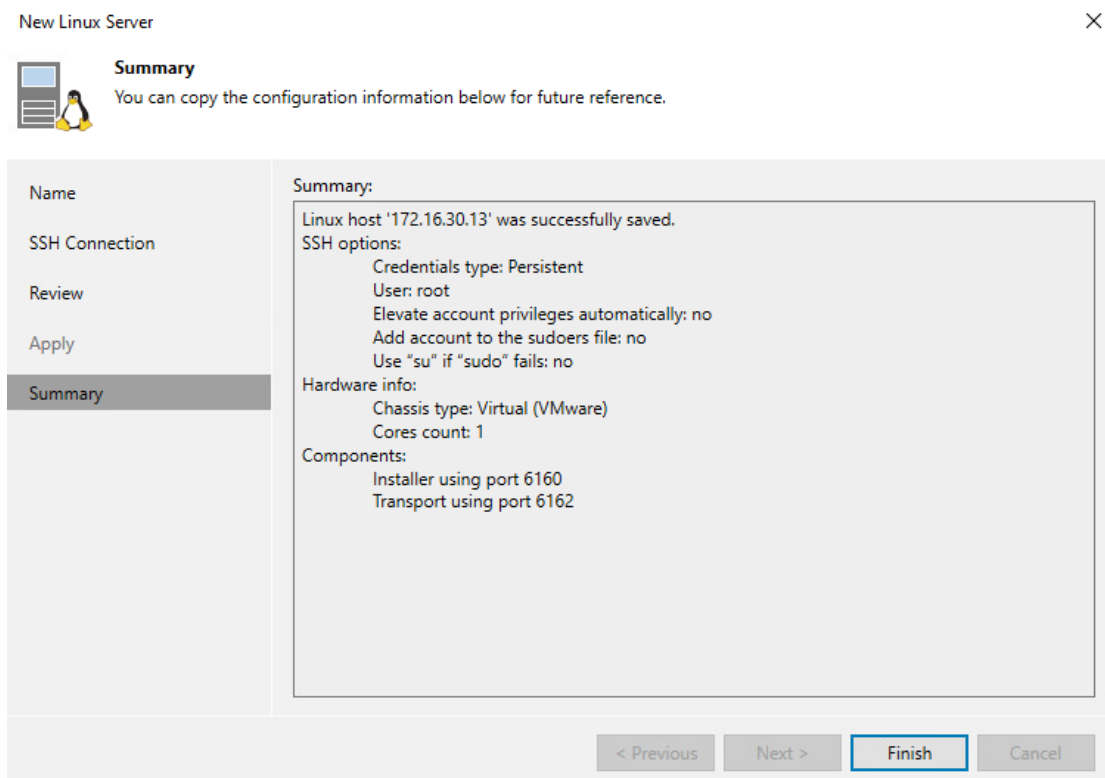 New Linux Server
Summary
You can copy the configuration information below for future reference.
Name
SSH Connection
Review
Apply
Summary
Summary:
Linux host '172.16.30.13' was successfully saved.
SSH options:
Credentials type: Persistent
User: root
Elevate account privileges automatically: no
Add account to the sudoers file: no
Use “su” if “sudo” fails: no
Hardware info:
Chassis type: Virtual (VMware)
Cores count: 1
Components:
Installer using port 6160
Transport using port 6162
< Previous
Next >
Finish
Cancel